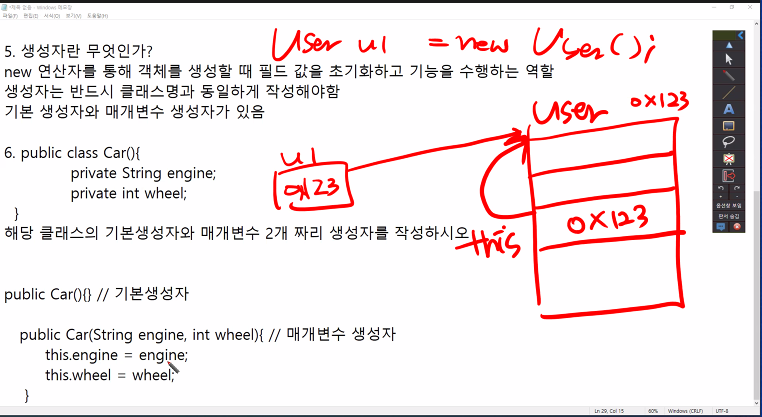 제목 없음 - Windows 메모장
파일(F) 편집(E) 서식(O) 보기(V) 도움말(H)
5. 생성자란 무엇인가?
new 연산자를 통해 객체를 생성할 때 필드 값을 초기화하고 기능을 수행하는 역할
생성자는 반드시 클래스명과 동일하게 작성해야함
기본 생성자와 매개변수 생성자가 있음
User u1 = new User();
User 0x123
u1
0x123
this
0x123
6. public class Car(){
private String engine;
private int wheel;
}
해당 클래스의 기본생성자와 매개변수 2개 짜리 생성자를 작성하시오
public Car(){} // 기본생성자
public Car(String engine, int wheel){ // 매개변수 생성자
this.engine = engine;
this.wheel = wheel;
}
A
판서 숨김
Ln 29, Col 15
60%
Windows (CRLF)
UTF-8